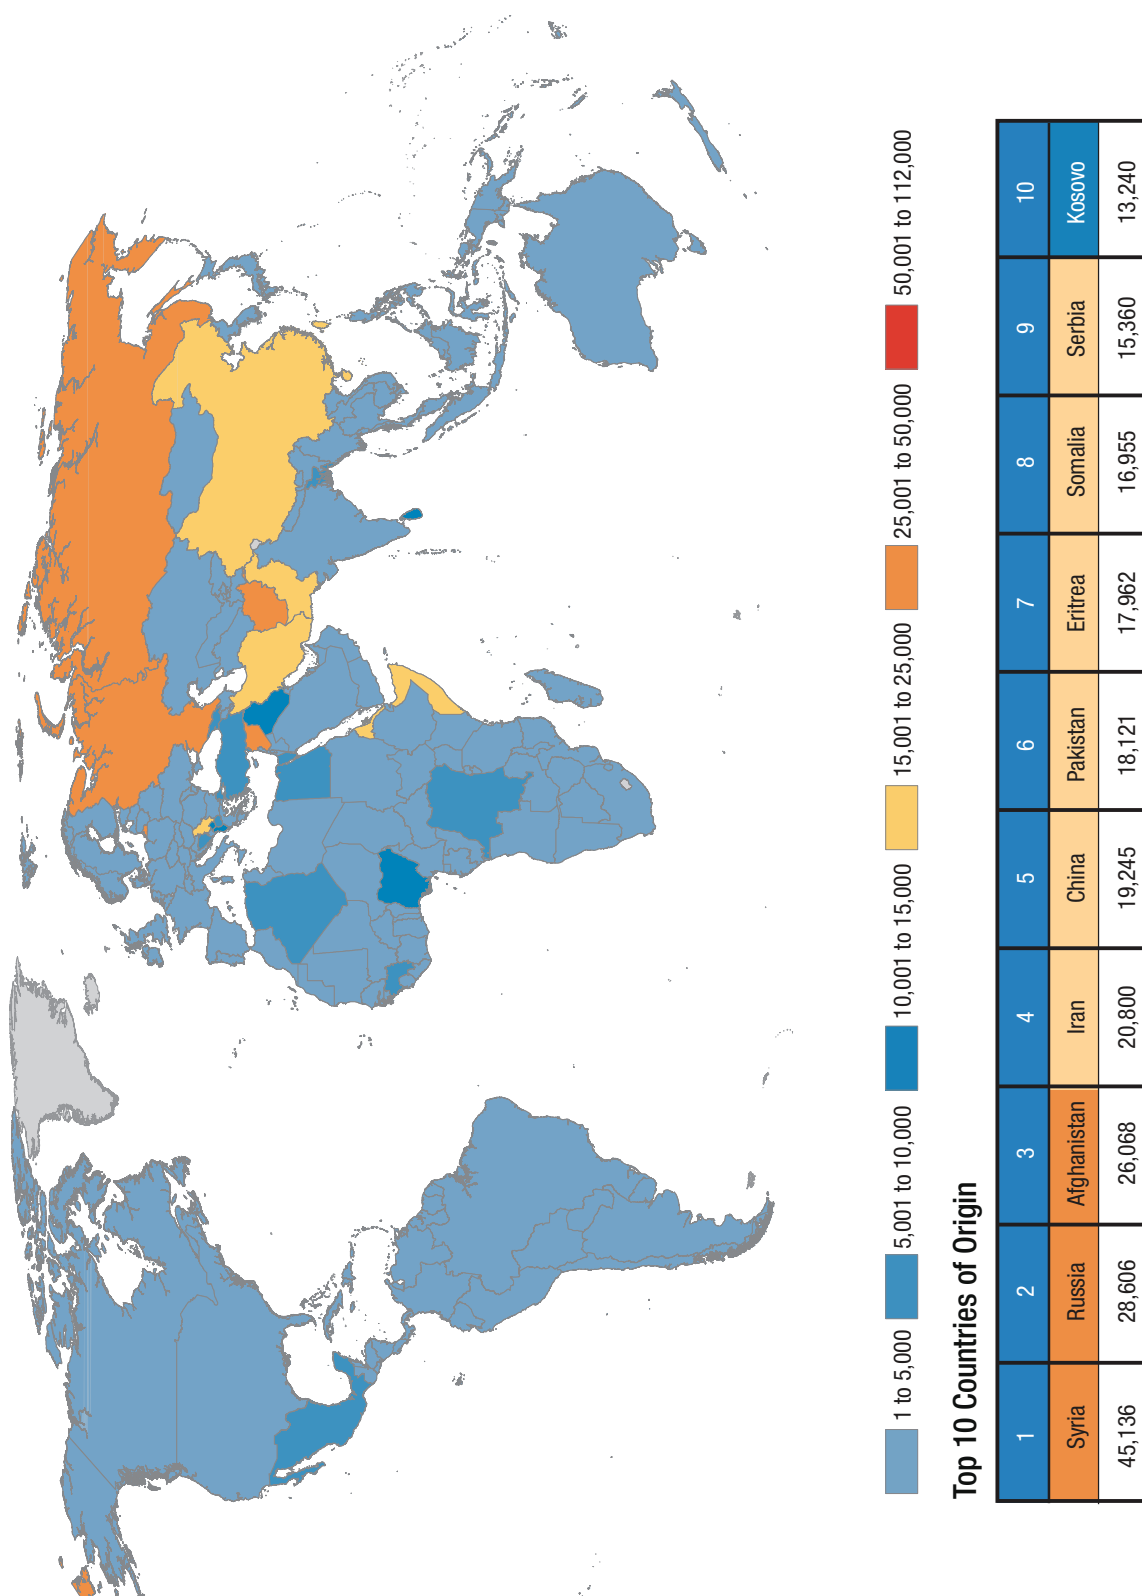 1 to 5,000 5,001 to 10,000 10,001 to 15,000 15,001 to 25,000 25,001 to 50,000 50,001 to 112,000
Top 10 Countries of Origin
1 2 3 4 5 6 7 8 9 10
Syria Russia Afghanistan Iran China Pakistan Eritrea Somalia Serbia Kosovo
45,136 28,606 26,068 20,800 19,245 18,121 17,962 16,955 15,360 13,240